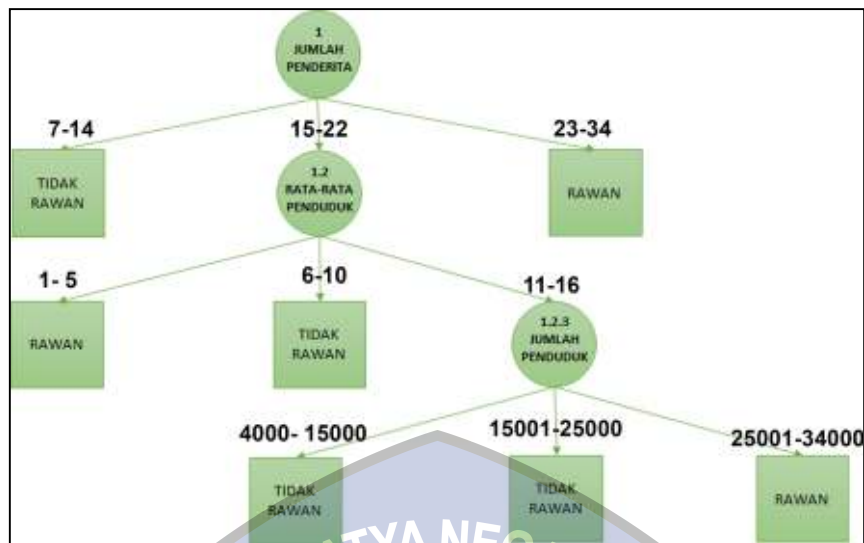 1
JUMLAH
PENDERITA
7-14
15-22
23-34
TIDAK
RAWAN
1.2
RATA-RATA
PENDUDUK
RAWAN
1- 5
6-10
11-16
RAWAN
TIDAK
RAWAN
1.2.3
JUMLAH
PENDUDUK
4000- 15000
15001-25000
25001-34000
TIDAK
RAWAN
TIDAK
RAWAN
RAWAN